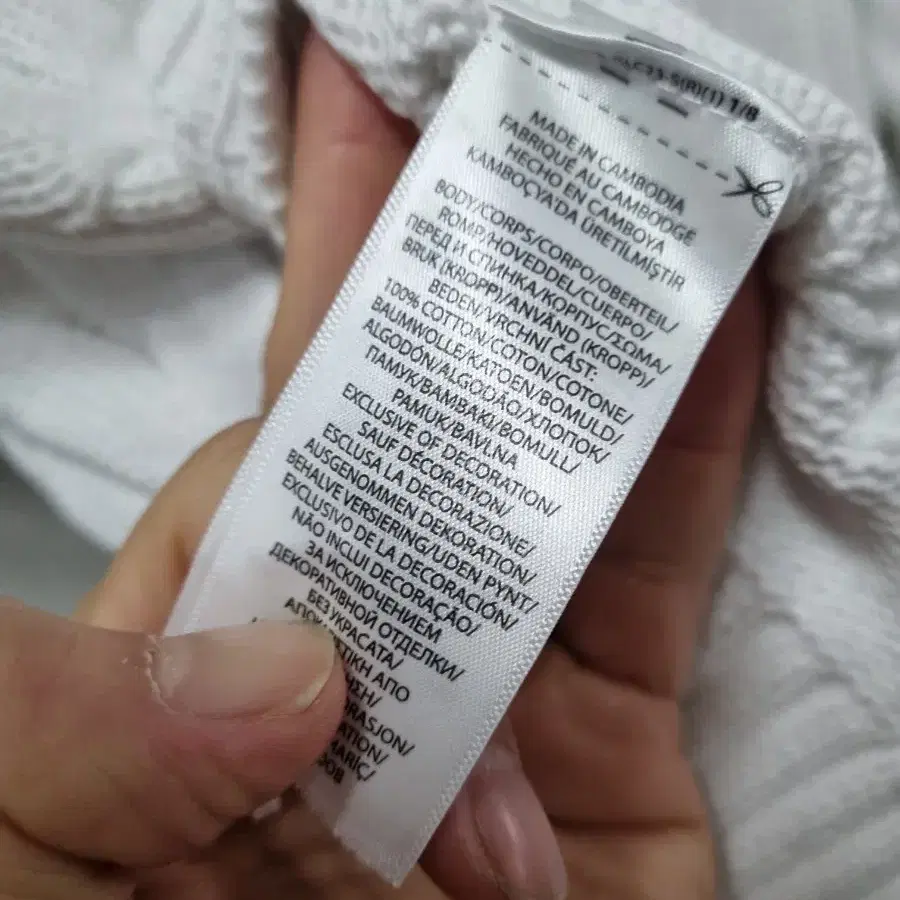 1/8
MADE IN CAMBODIA
FABRIQUÉ AU CAMBODGE
HECHO EN CAMBOYA
KAMBOÇYA'DA ÜRETILMIŞTIR
BODY/CORPS/CORPO/OBERTEIL/
ROMP/HOVEDDEL/CUERPO/
ПЕРЕД И СПИНКА/КОРПУС/ΣΩΜΑ/
BRUK (KROPP)/ANVÄND (KROPP)/
BEDEN/VRCHNÍ ČÁST:
100% COTTON/COTON/COTONE/
BAUMWOLLE/KATOEN/BOMULD/
ALGODÓN/ALGODÃO/ХЛОПОК/
ПАМУК/ΒΑΜΒΑΚΙ/BOMULL/
PAMUK/BAVLNA
EXCLUSIVE OF DECORATION/
SAUF DÉCORATION/
ESCLUSA LA DECORAZIONE/
AUSGENOMMEN DEKORATION/
BEHALVE VERSIERING/UDEN PYNT/
EXCLUSIVO DE LA DECORACIÓN/
NÃO INCLUI DECORAÇÃO/
ЗА ИСКЛЮЧЕНИЕМ
ДЕКОРАТИВНОЙ ОТДЕЛКИ/
БЕЗ УКРАСАТА/
ΑΠΟ